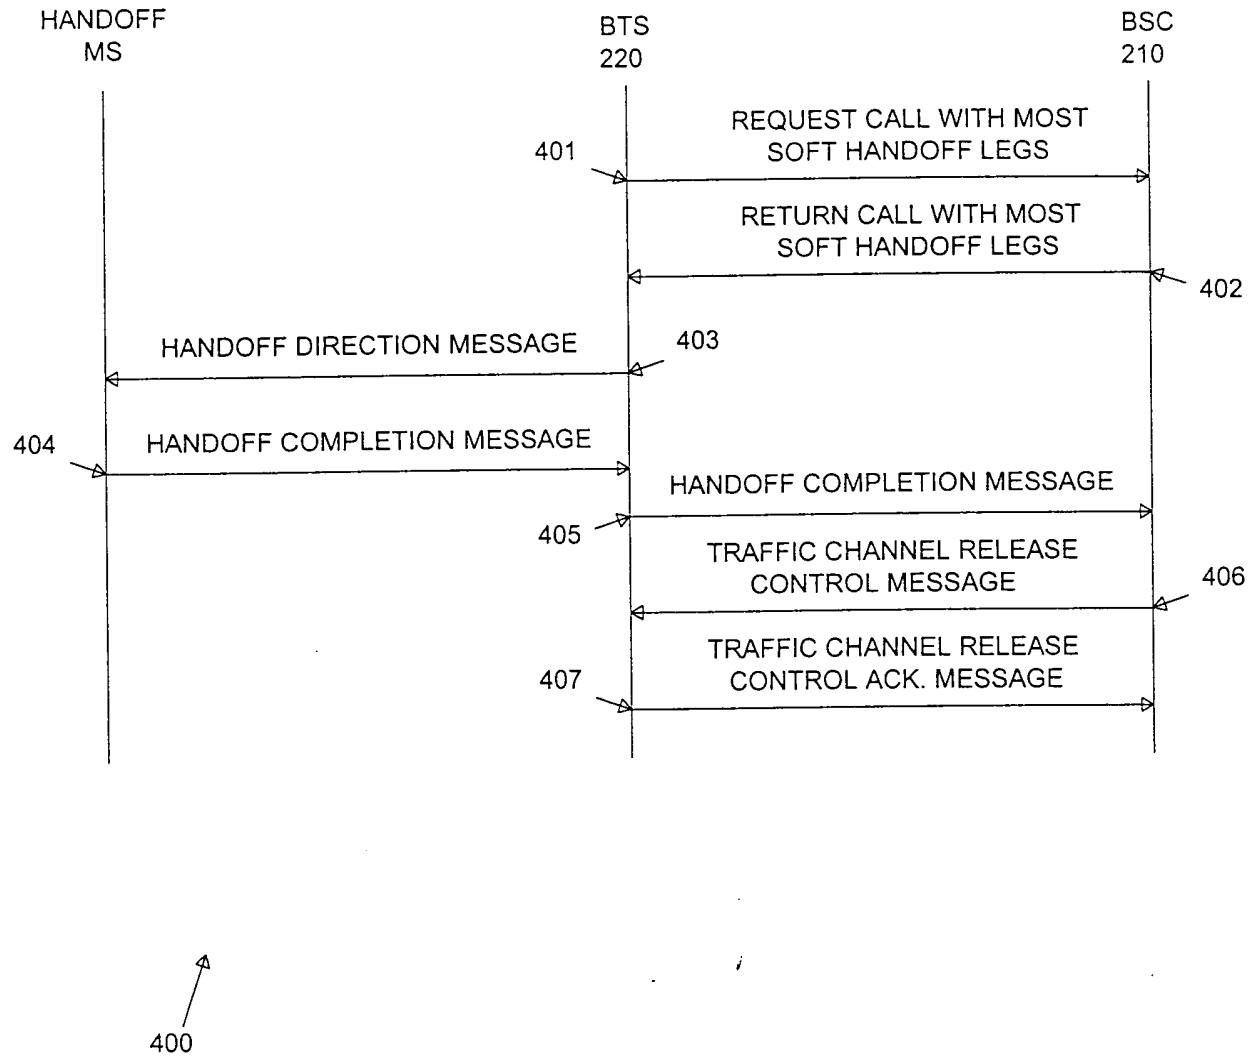 HANDOFF
MS
BTS
220
BSC
210
REQUEST CALL WITH MOST
SOFT HANDOFF LEGS
401
RETURN CALL WITH MOST
SOFT HANDOFF LEGS
402
HANDOFF DIRECTION MESSAGE
403
404
HANDOFF COMPLETION MESSAGE
HANDOFF COMPLETION MESSAGE
405
TRAFFIC CHANNEL RELEASE
CONTROL MESSAGE
406
TRAFFIC CHANNEL RELEASE
CONTROL ACK. MESSAGE
407
400